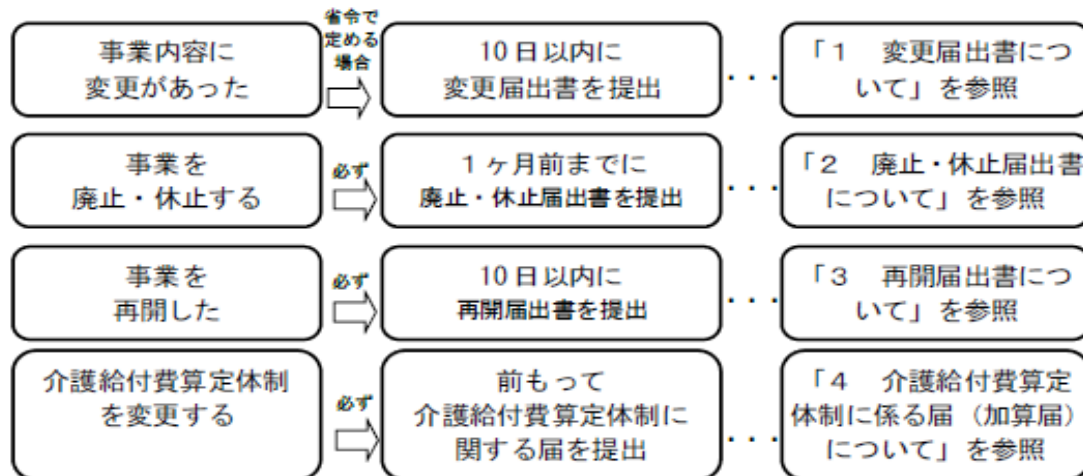 事業内容に
変更があった
省令で
定める
場合
10日以内に
変更届出書を提出
・・・
「1　変更届出書につ
いて」を参照
事業を
廃止・休止する
必ず
1ヶ月前までに
廃止・休止届出書を提出
・・・
「2　廃止・休止届出書
について」を参照
事業を
再開した
必ず
10日以内に
再開届出書を提出
・・・
「3　再開届出書につ
いて」を参照
介護給付費算定体制
を変更する
必ず
前もって
介護給付費算定体制に
関する届を提出
・・・
「4　介護給付費算定
体制に係る届（加算届）
について」を参照